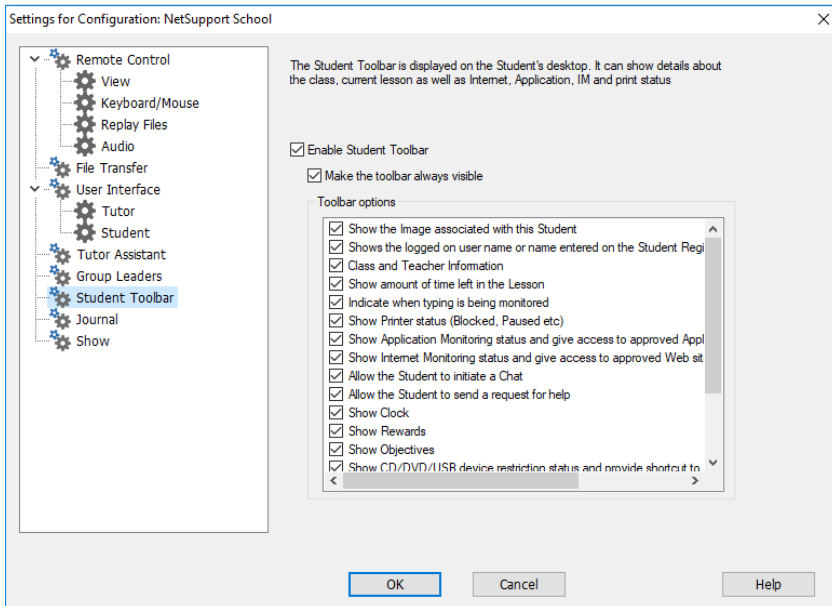 Settings for Configuration: NetSupport School
Remote Control
View
Keyboard/Mouse
Replay Files
Audio
File Transfer
User Interface
Tutor
Student
Tutor Assistant
Group Leaders
Student Toolbar
Journal
Show
The Student Toolbar is displayed on the Student's desktop. It can show details about
the class, current lesson as well as Internet, Application, IM and print status
Enable Student Toolbar
Make the toolbar always visible
Toolbar options
Show the Image associated with this Student
Shows the logged on user name or name entered on the Student Regi
Class and Teacher Information
Show amount of time left in the Lesson
Indicate when typing is being monitored
Show Printer status (Blocked, Paused etc)
Show Application Monitoring status and give access to approved Appl
Show Internet Monitoring status and give access to approved Web sit
Allow the Student to initiate a Chat
Allow the Student to send a request for help
Show Clock
Show Rewards
Show Objectives
Show CD/DVD/USB device restriction status and provide shortcut to
OK
Cancel
Help